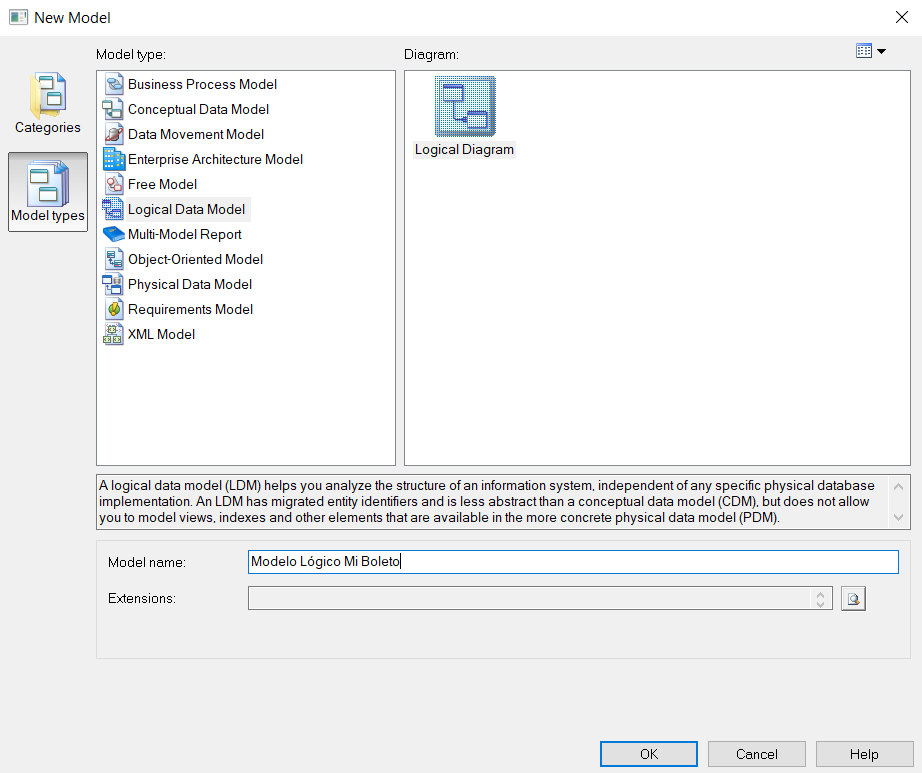 New Model
Model type:
Diagram:
Categories
Model types
Business Process Model
Conceptual Data Model
Data Movement Model
Enterprise Architecture Model
Free Model
Logical Data Model
Multi-Model Report
Object-Oriented Model
Physical Data Model
Requirements Model
XML Model
Logical Diagram
A logical data model (LDM) helps you analyze the structure of an information system, independent of any specific physical database
implementation. An LDM has migrated entity identifiers and is less abstract than a conceptual data model (CDM), but does not allow
you to model views, indexes and other elements that are available in the more concrete physical data model (PDM).
Model name:
Modelo Lógico Mi Boleto
Extensions:
OK
Cancel
Help